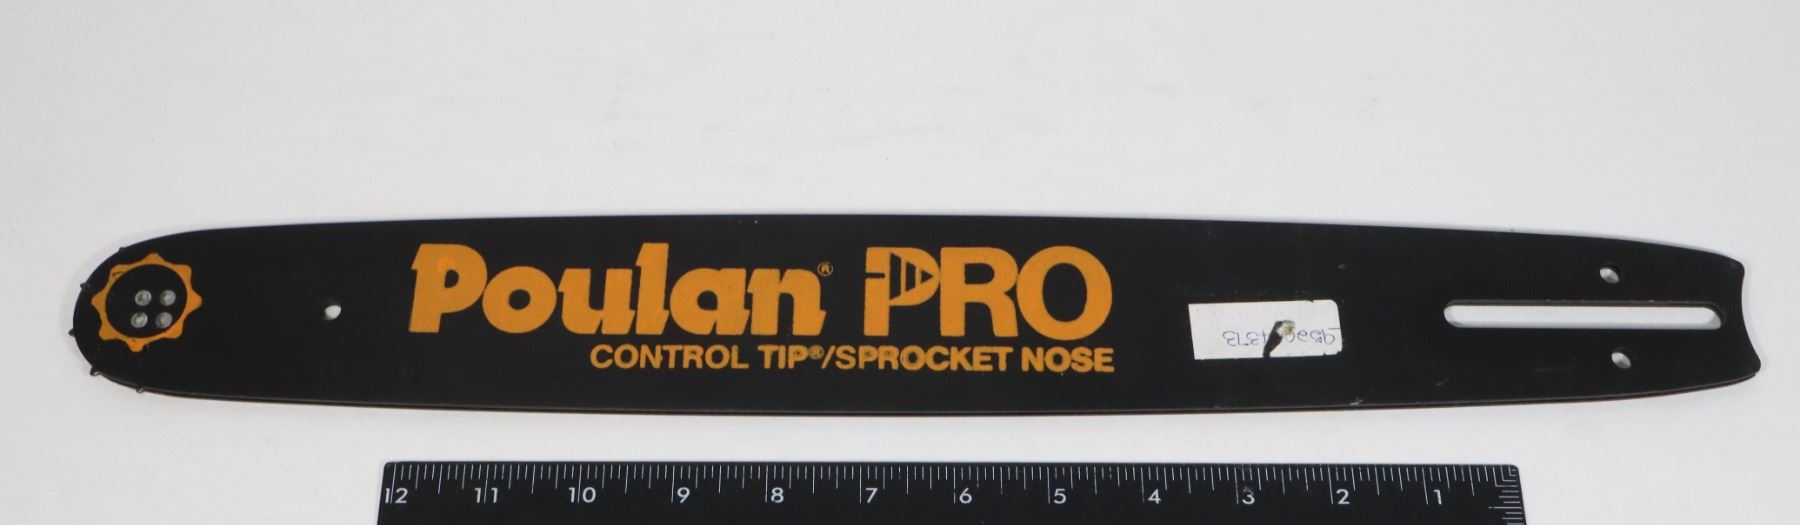 Poulan® PRO
CONTROL TIP®/SPROCKET NOSE
12 11 10 9 8 7 6 5 4 3 2 1